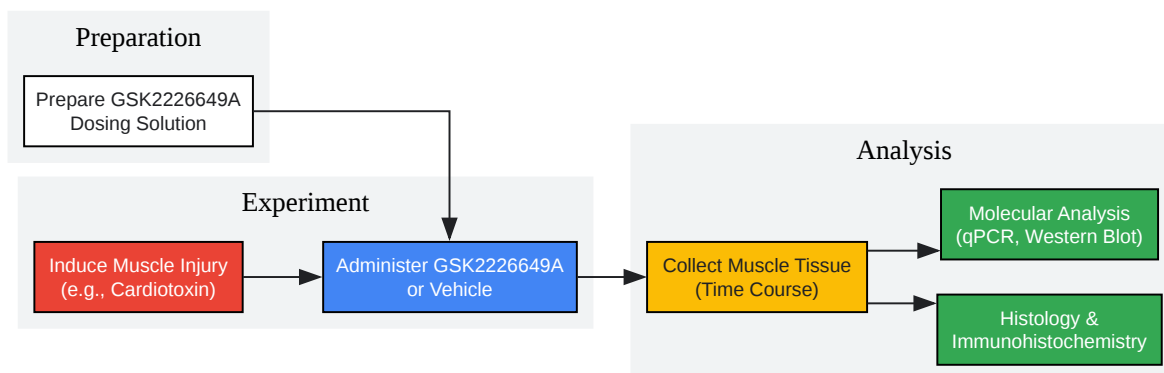 Preparation
Prepare GSK2226649A
Dosing Solution
Experiment
Induce Muscle Injury
(e.g., Cardiotoxin)
Administer GSK2226649A
or Vehicle
Analysis
Collect Muscle Tissue
(Time Course)
Molecular Analysis
(qPCR, Western Blot)
Histology &
Immunohistochemistry